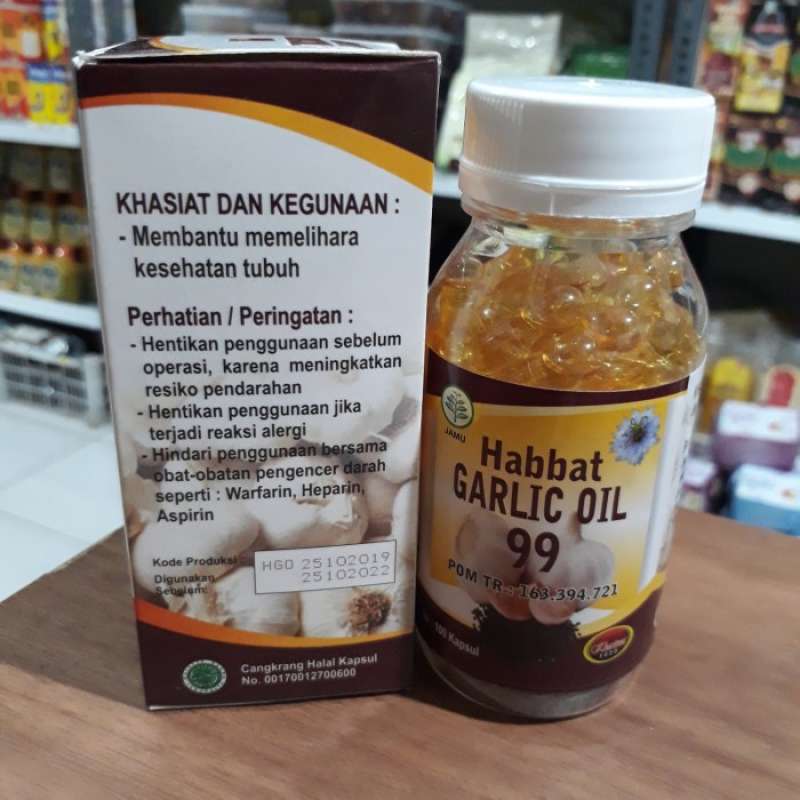 KHASIAT DAN KEGUNAAN :
- Membantu memelihara
kesehatan tubuh
Perhatian / Peringatan :
- Hentikan penggunaan sebelum
operasi, karena meningkatkan
resiko pendarahan
- Hentikan penggunaan jika
terjadi reaksi alergi
- Hindari penggunaan bersama
obat-obatan pengencer darah
seperti : Warfarin, Heparin,
Aspirin
Kode Produksi :
HGO 25102019
Digunakan
Sebelum:
25102022
Cangkrang Halal Kapsul
No. 00170012700600
JAMU
Habbat
GARLIC OIL
99
POM TR.: 163.394.721
100 Kapsul